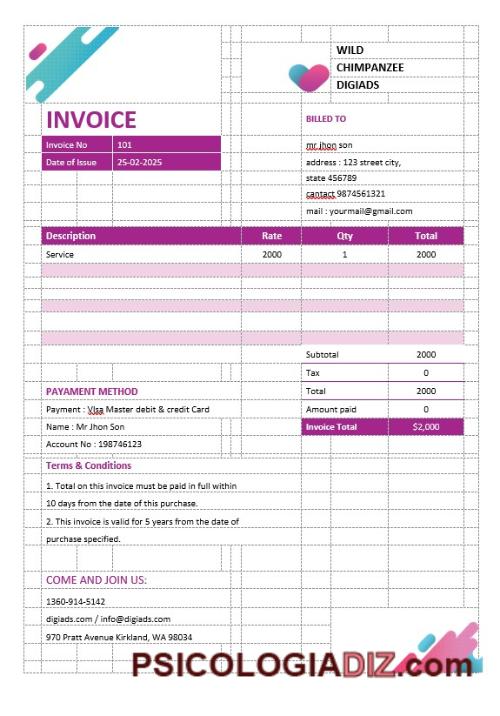 WILD
CHIMPANZEE
DIGIADS
INVOICE
Invoice No 101
Date of Issue 25-02-2025
BILLED TO
mr jhon son
address : 123 street city,
state 456789
cantact 9874561321
mail : yourmail@gmail.com
Description Rate Qty Total
Service 2000 1 2000
Subtotal 2000
Tax 0
Total 2000
Amount paid 0
Invoice Total $2,000
PAYAMENT METHOD
Payment : VIsa Master debit & credit Card
Name : Mr Jhon Son
Account No : 198746123
Terms & Conditions
1. Total on this invoice must be paid in full within
10 days from the date of this purchase.
2. This invoice is valid for 5 years from the date of
purchase specified.
COME AND JOIN US:
1360-914-5142
digiads.com / info@digiads.com
970 Pratt Avenue Kirkland, WA 98034
PSICOLOGIADIZ.com